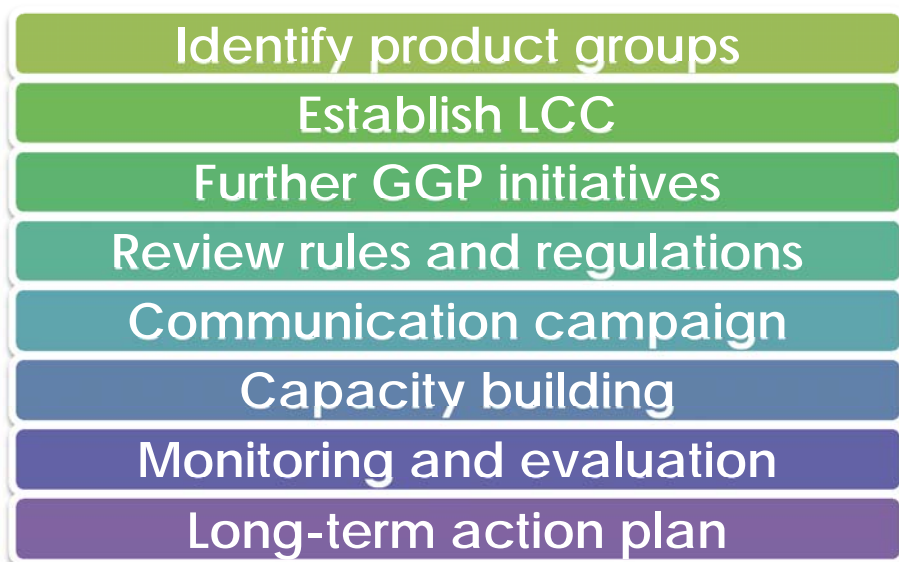 Identify product groups
Establish LCC
Further GGP initiatives
Review rules and regulations
Communication campaign
Capacity building
Monitoring and evaluation
Long-term action plan